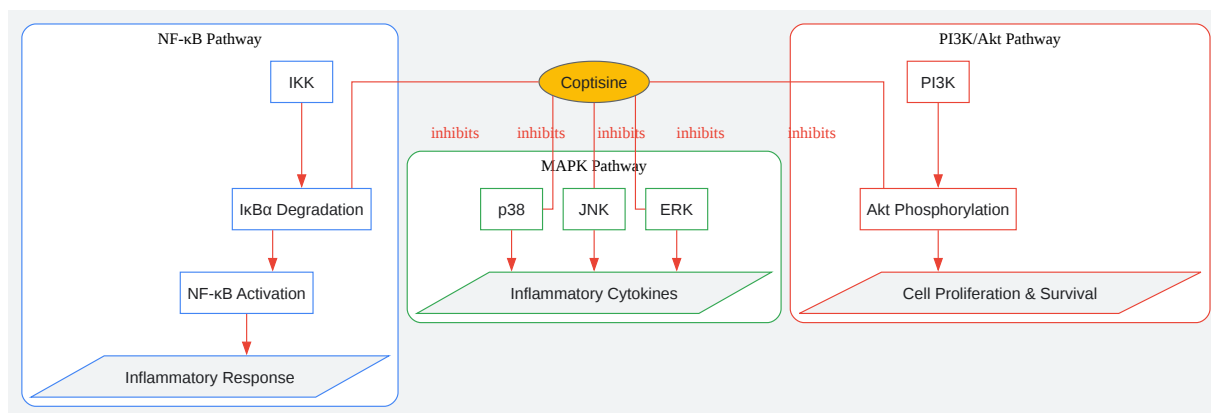 NF-κB Pathway
PI3K/Akt Pathway
IKK
Coptisine
PI3K
inhibits
inhibits
inhibits
inhibits
inhibits
MAPK Pathway
IκBα Degradation
p38
JNK
ERK
Akt Phosphorylation
NF-κB Activation
Inflammatory Cytokines
Cell Proliferation & Survival
Inflammatory Response